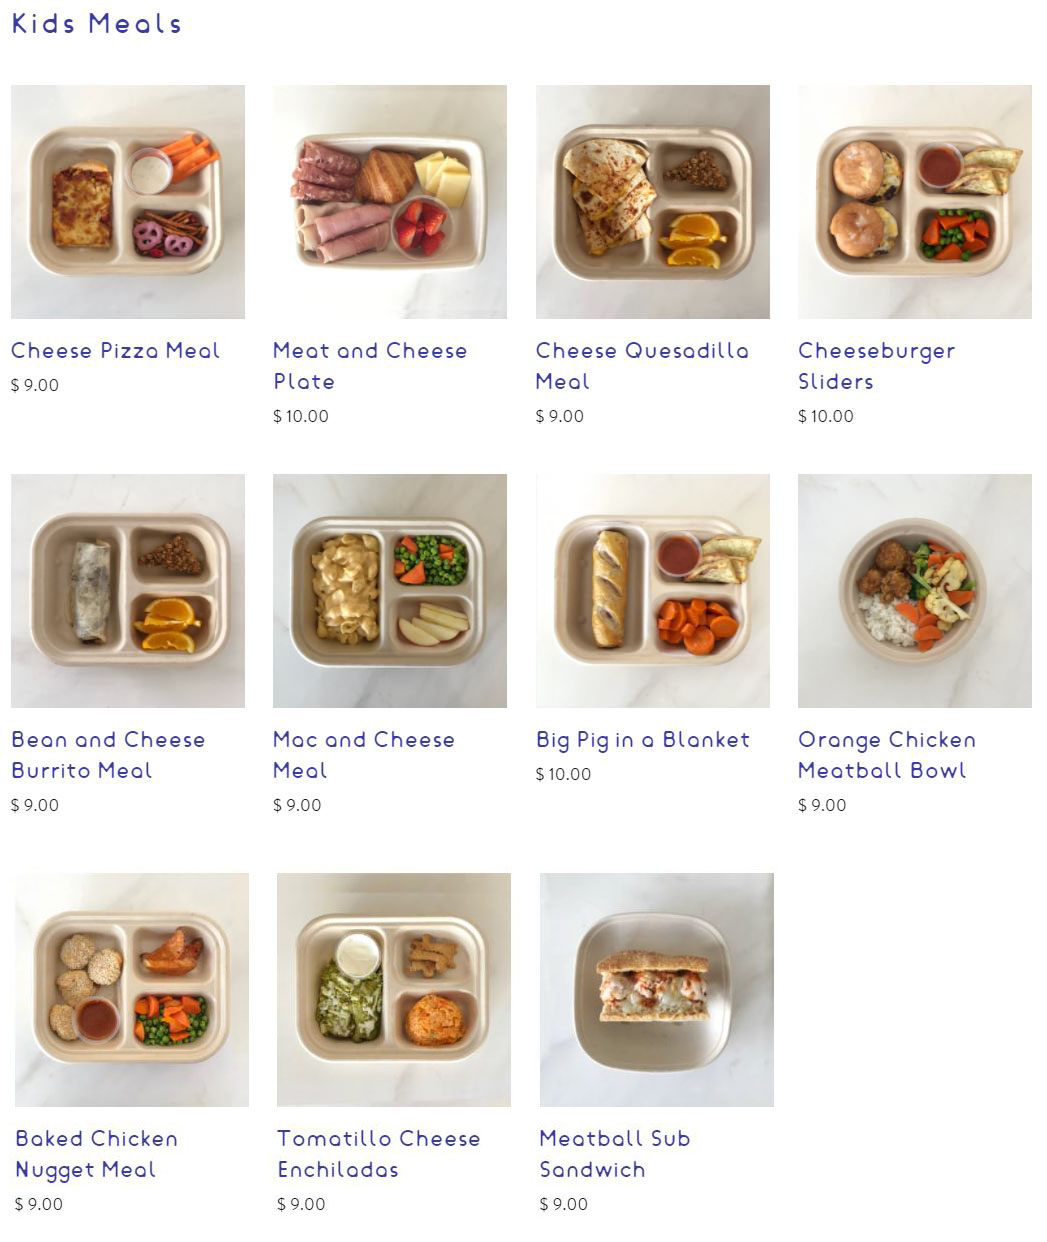 Kids Meals
Cheese Pizza Meal
$ 9.00
Meat and Cheese
Plate
$ 10.00
Cheese Quesadilla
Meal
$ 9.00
Cheeseburger
Sliders
$ 10.00
Bean and Cheese
Burrito Meal
$ 9.00
Mac and Cheese
Meal
$ 9.00
Big Pig in a Blanket
$ 10.00
Orange Chicken
Meatball Bowl
$ 9.00
Baked Chicken
Nugget Meal
$ 9.00
Tomatillo Cheese
Enchiladas
$ 9.00
Meatball Sub
Sandwich
$ 9.00